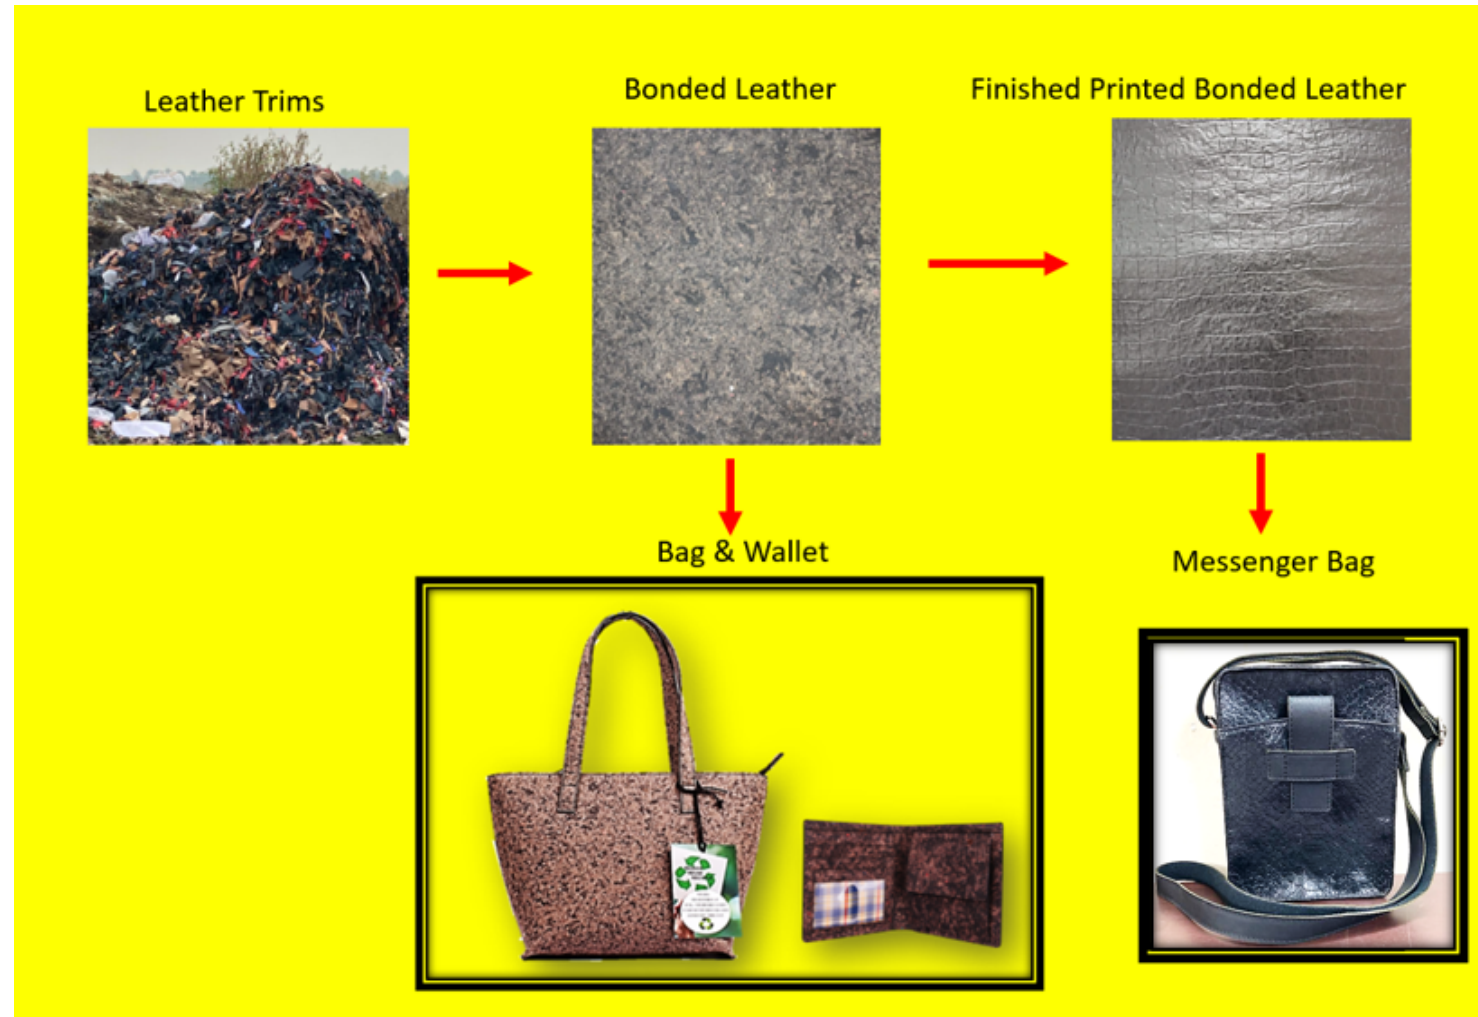 Leather Trims
Bonded Leather
Finished Printed Bonded Leather
Bag & Wallet
Messenger Bag